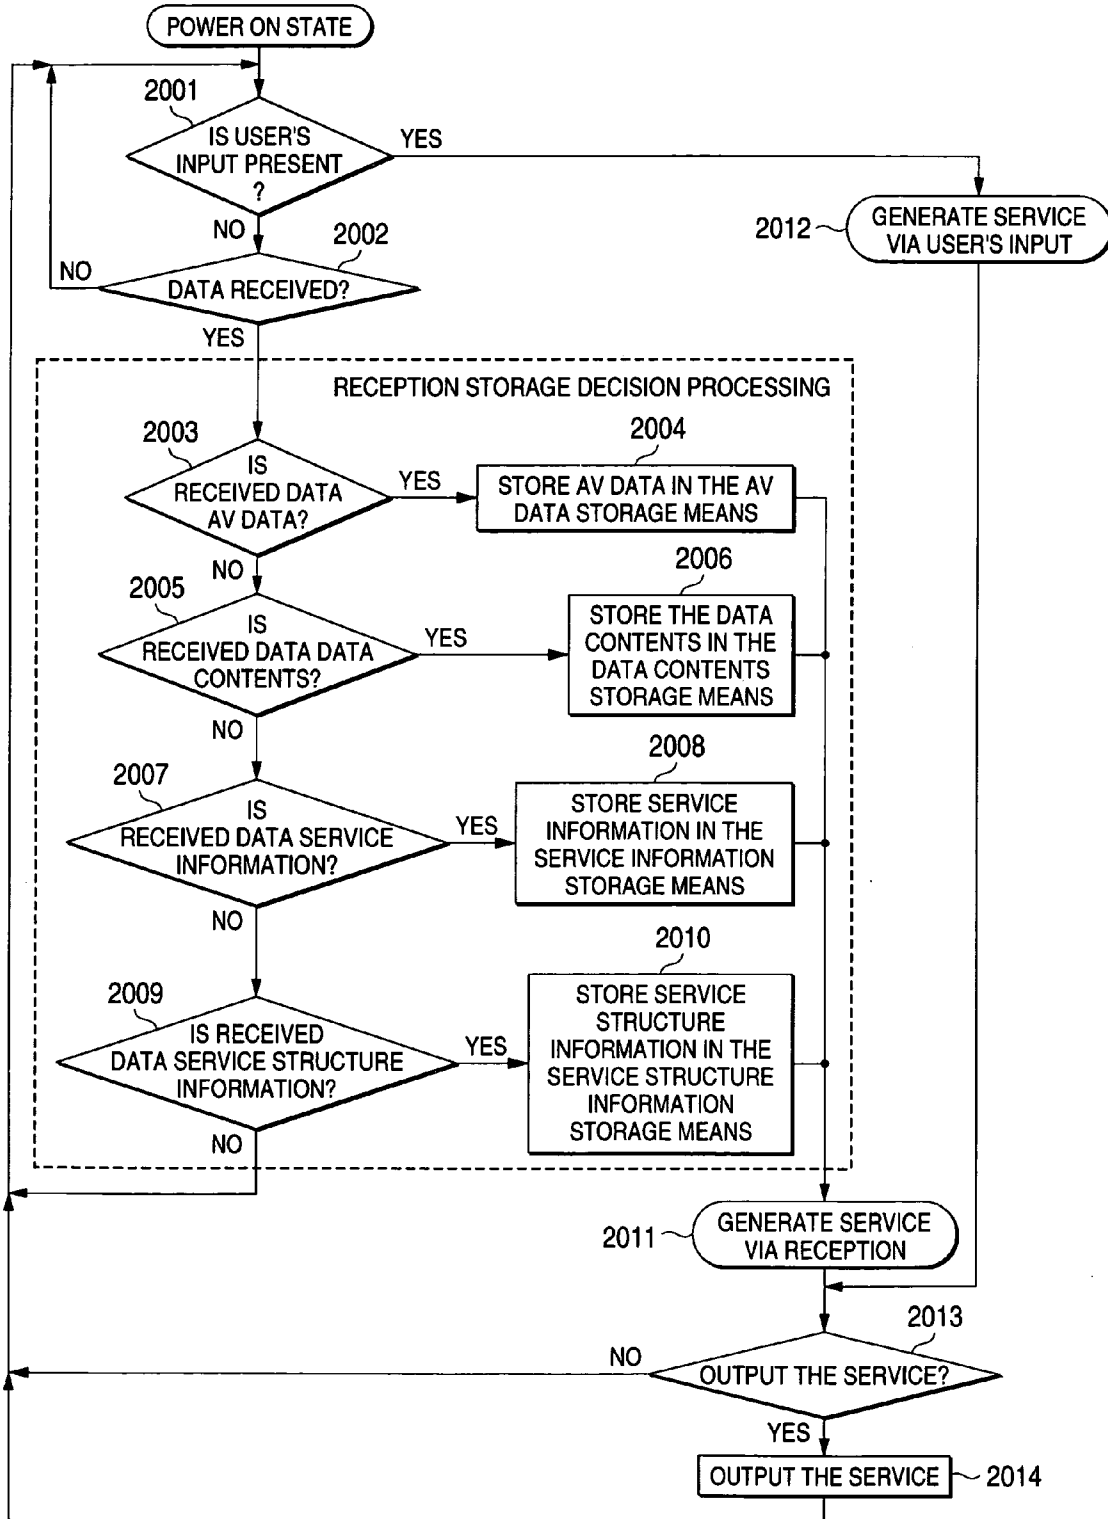 POWER ON STATE
2001
IS USER'S
INPUT PRESENT
?
YES
NO
2012
GENERATE SERVICE
VIA USER'S INPUT
2002
DATA RECEIVED?
NO
YES
RECEPTION STORAGE DECISION PROCESSING
2003
IS
RECEIVED DATA
AV DATA?
YES
NO
2004
STORE AV DATA IN THE AV
DATA STORAGE MEANS
2005
IS
RECEIVED DATA DATA
CONTENTS?
YES
NO
2006
STORE THE DATA
CONTENTS IN THE
DATA CONTENTS
STORAGE MEANS
2007
IS
RECEIVED DATA SERVICE
INFORMATION?
YES
NO
2008
STORE SERVICE
INFORMATION IN THE
SERVICE INFORMATION
STORAGE MEANS
2009
IS RECEIVED
DATA SERVICE STRUCTURE
INFORMATION?
YES
NO
2010
STORE SERVICE
STRUCTURE
INFORMATION IN THE
SERVICE STRUCTURE
INFORMATION
STORAGE MEANS
2011
GENERATE SERVICE
VIA RECEPTION
2013
OUTPUT THE SERVICE?
NO
YES
OUTPUT THE SERVICE
2014